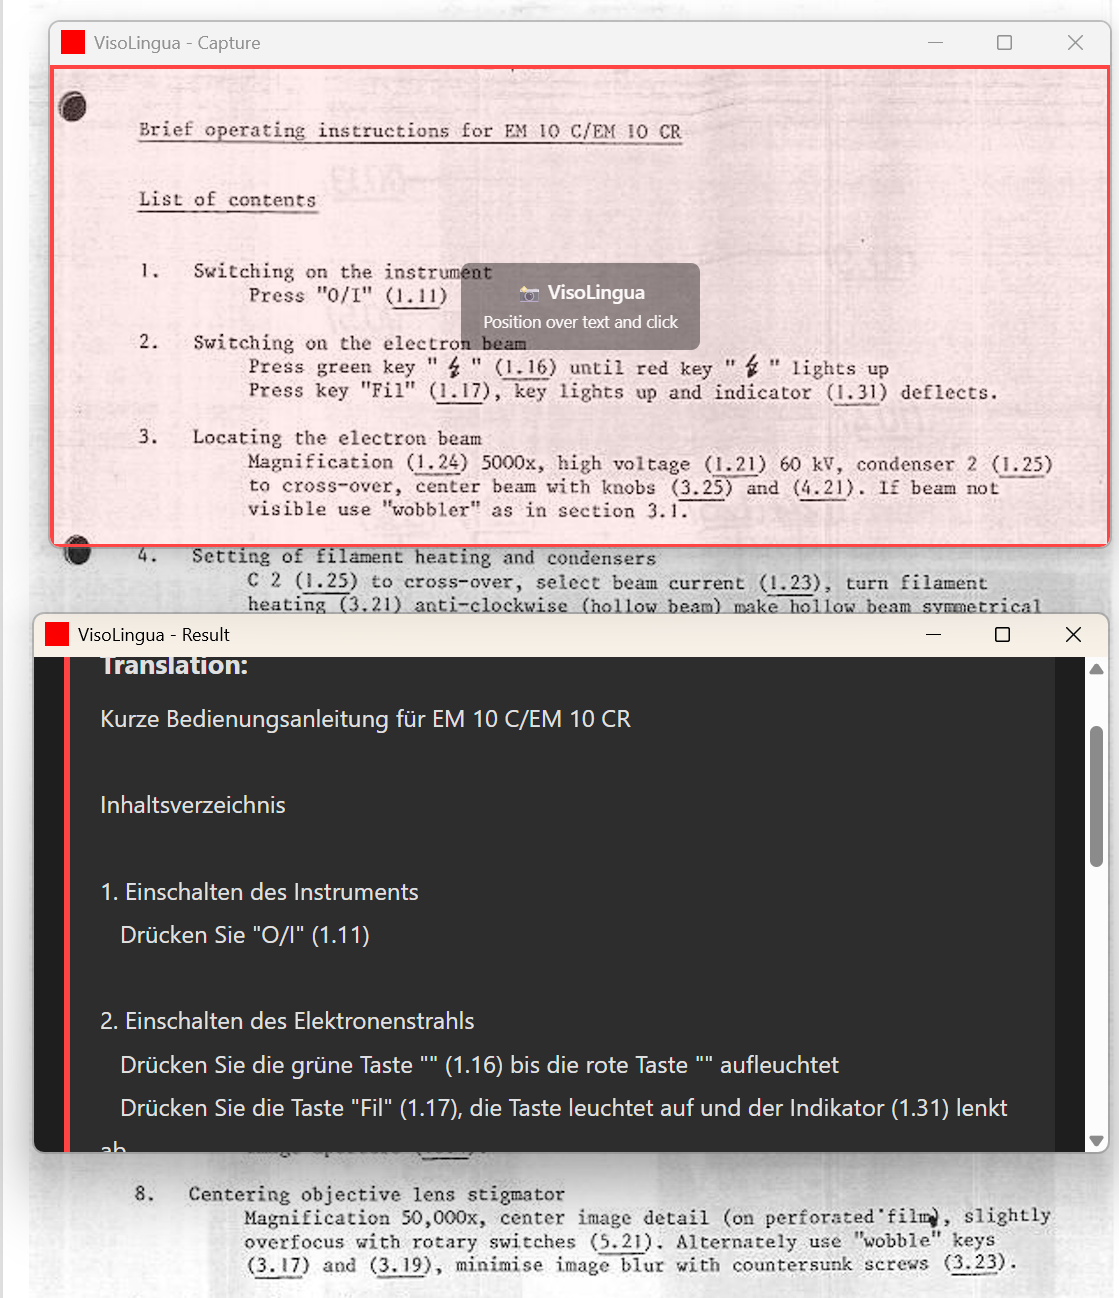 VisoLingua - Capture
Brief operating instructions for EM 10 C/EM 10 CR
List of contents
1. Switching on the instrument
Press "O/I" (1.11)
VisoLingua
Position over text and click
2. Switching on the electron beam
Press green key "⚡" (1.16) until red key "⚡" lights up
Press key "Fil" (1.17), key lights up and indicator (1.31) deflects.
3. Locating the electron beam
Magnification (1.24) 5000x, high voltage (1.21) 60 kV, condenser 2 (1.25)
to cross-over, center beam with knobs (3.25) and (4.21). If beam not
visible use "wobbler" as in section 3.1.
4. Setting of filament heating and condensers
C 2 (1.25) to cross-over, select beam current (1.23), turn filament
heating (3.21) anti-clockwise (hollow beam) make hollow beam symmetrical
VisoLingua - Result
Translation:
Kurze Bedienungsanleitung für EM 10 C/EM 10 CR
Inhaltsverzeichnis
1. Einschalten des Instruments
Drücken Sie "O/I" (1.11)
2. Einschalten des Elektronenstrahls
Drücken Sie die grüne Taste "" (1.16) bis die rote Taste "" aufleuchtet
Drücken Sie die Taste "Fil" (1.17), die Taste leuchtet auf und der Indikator (1.31) lenkt
ab
8. Centering objective lens stigmator
Magnification 50,000x, center image detail (on perforated film), slightly
overfocus with rotary switches (5.21). Alternately use "wobble" keys
(3.17) and (3.19), minimise image blur with countersunk screws (3.23).